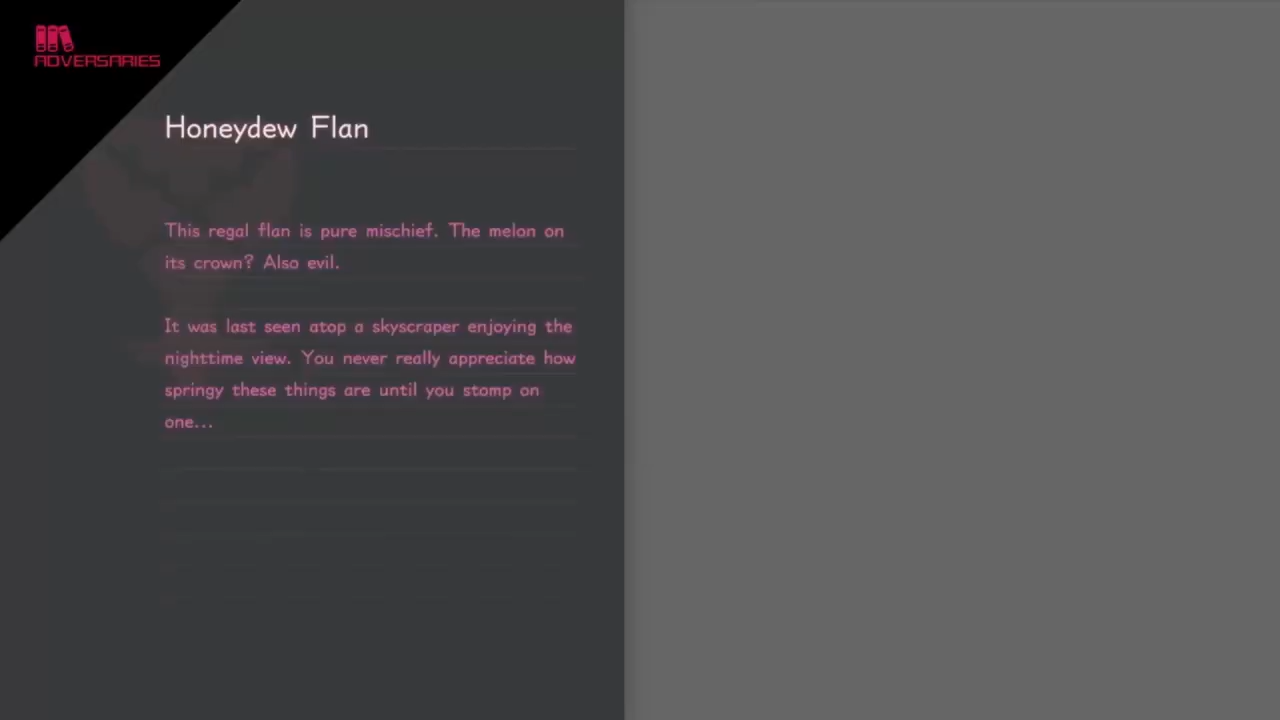 ADVERSARIES
Honeydew Flan
This regal flan is pure mischief. The melon on
its crown? Also evil.
It was last seen atop a skyscraper enjoying the
nighttime view. You never really appreciate how
springy these things are until you stomp on
one...